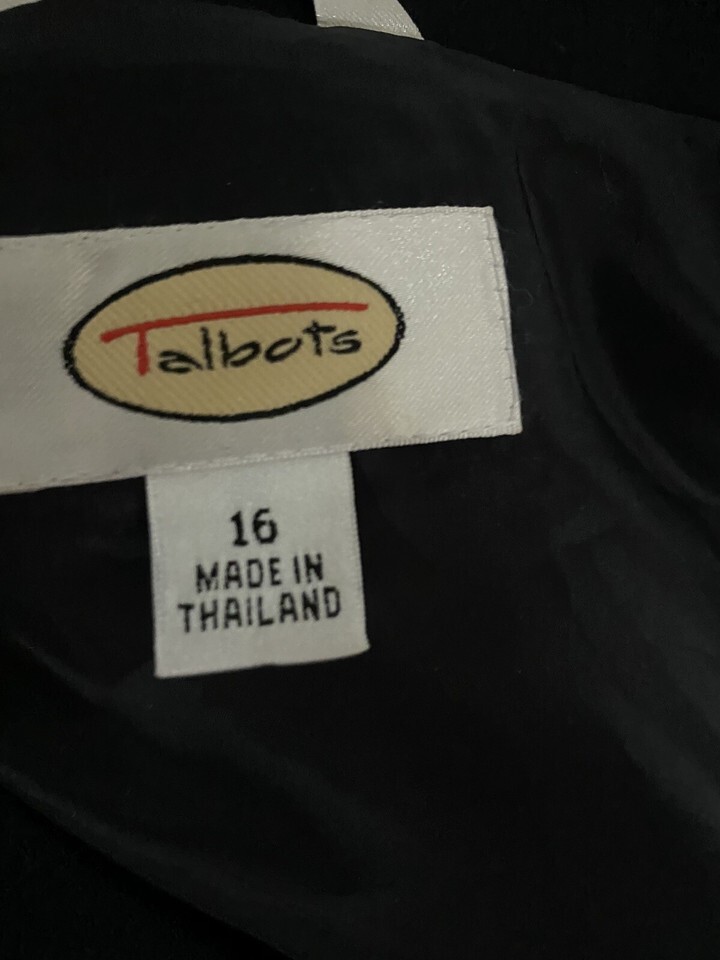 Talbots
16
MADE IN
THAILAND